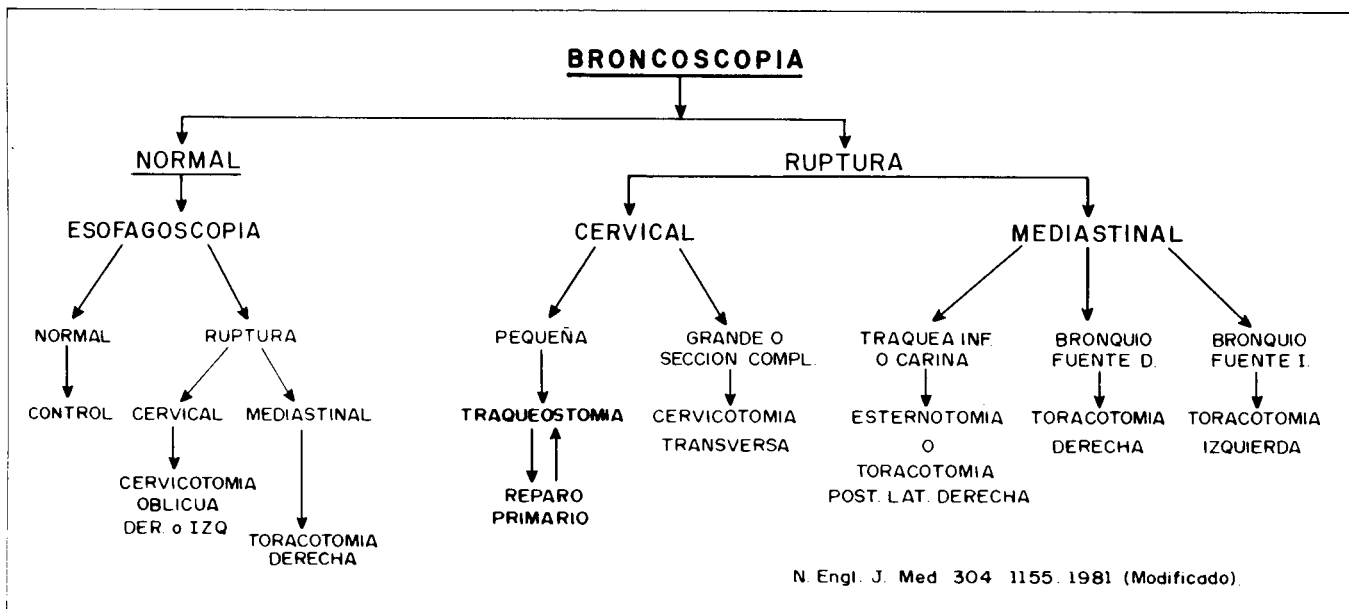 BRONCOSCOPIA
NORMAL
RUPTURA
ESOFAGOSCOPIA
CERVICAL
MEDIASTINAL
NORMAL
RUPTURA
PEQUEÑA
GRANDE O
SECCION COMPL.
TRAQUEA INF.
O CARINA
BRONQUIO
FUENTE D.
BRONQUIO
FUENTE I.
CONTROL
CERVICAL
MEDIASTINAL
TRAQUEOSTOMIA
CERVICOTOMIA
TRANSVERSA
ESTERNOTOMIA
O
TORACOTOMIA
POST. LAT. DERECHA
TORACOTOMIA
DERECHA
TORACOTOMIA
IZQUIERDA
CERVICOTOMIA
OBLICUA
DER. o IZQ
TORACOTOMIA
DERECHA
REPARO
PRIMARIO
N. Engl. J. Med 304 1155. 1981 (Modificado).